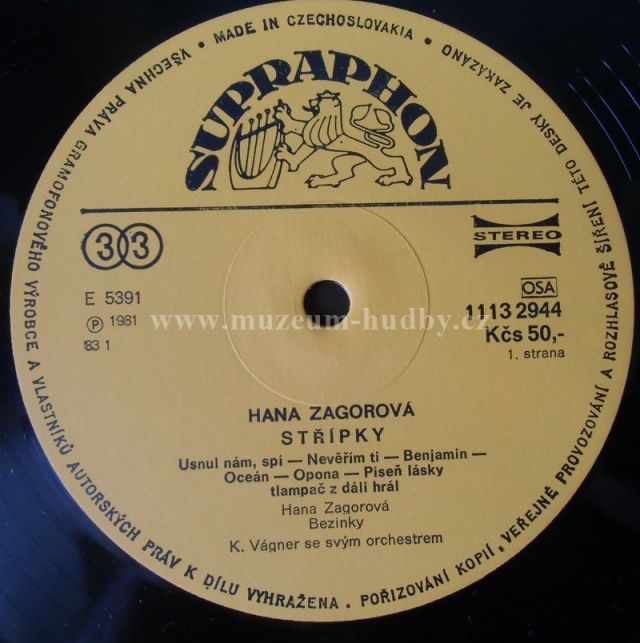 VŠECHNA PRÁVA GRAMOFONOVÉHO VÝROBCE A VLASTNÍKŮ AUTORSKÝCH PRÁV K DÍLU VYHRAŽENA . POŘIZOVÁNÍ KOPIÍ , VEŘEJNÉ PROVOZOVÁNÍ A ROZHLASOVÉ ŠÍŘENÍ TÉTO DESKY JE ZAKÁZÁNO
• MADE IN CZECHOSLOVAKIA •
SUPRAPHON
33
STEREO
E 5391
Ⓟ 1981
83 1
OSA
1113 2944
Kčs 50,-
1. strana
www.muzeum-hudby.cz
HANA ZAGOROVÁ
STŘÍPKY
Usnul nám, spi — Nevěřím ti — Benjamin —
Oceán — Opona — Píseň lásky
tlampač z dáli hrál
Hana Zagorová
Bezinky
K. Vágner se svým orchestrem